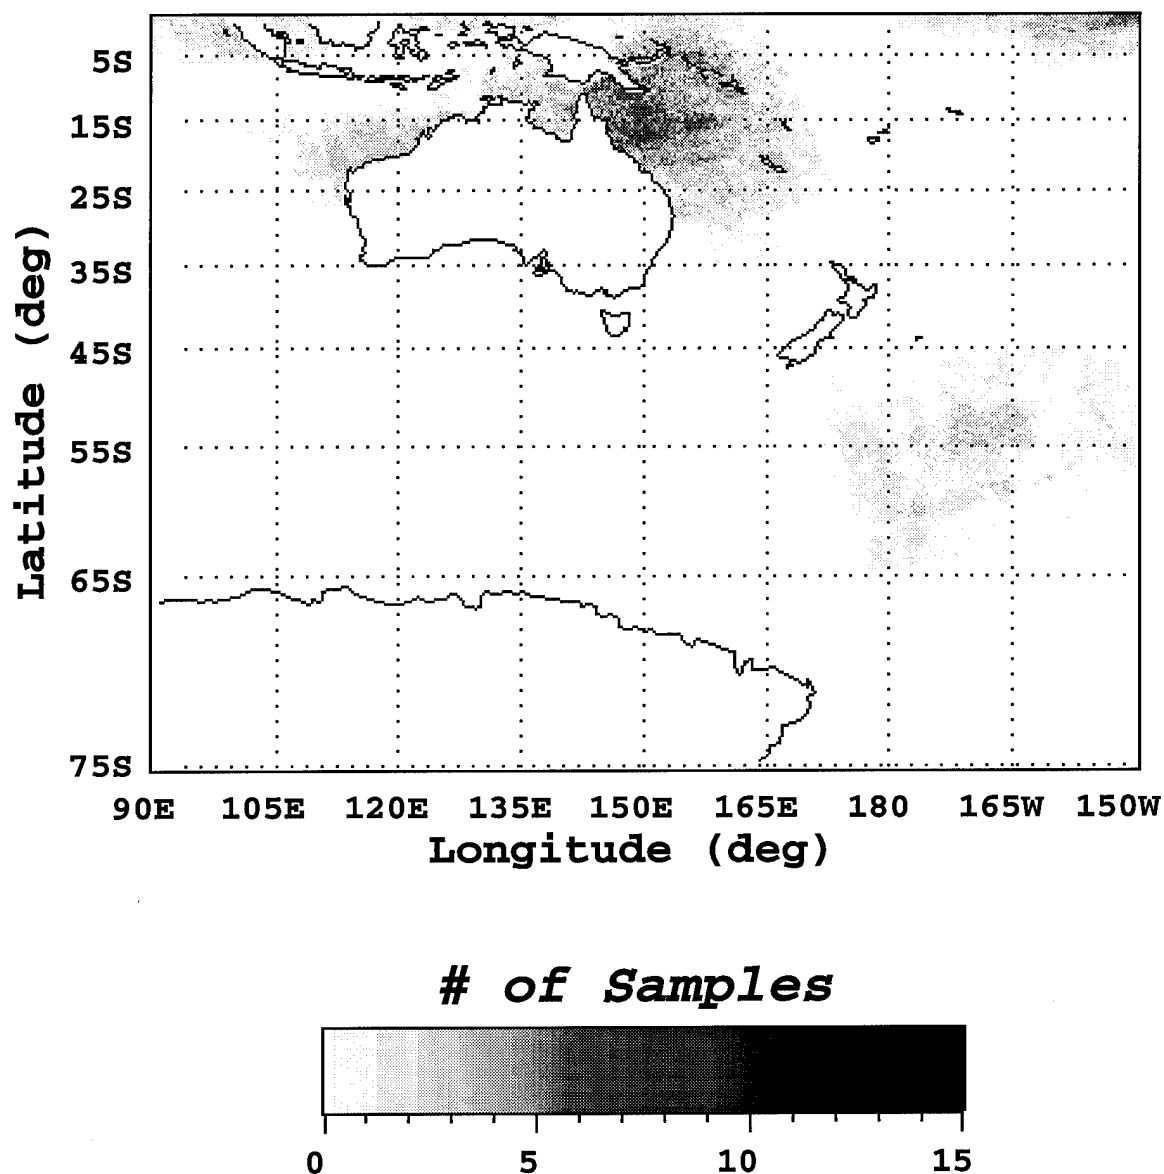 5S
15S
25S
35S
45S
55S
65S
75S
Latitude (deg)
90E 105E 120E 135E 150E 165E 180 165W 150W
Longitude (deg)
# of Samples
0 5 10 15